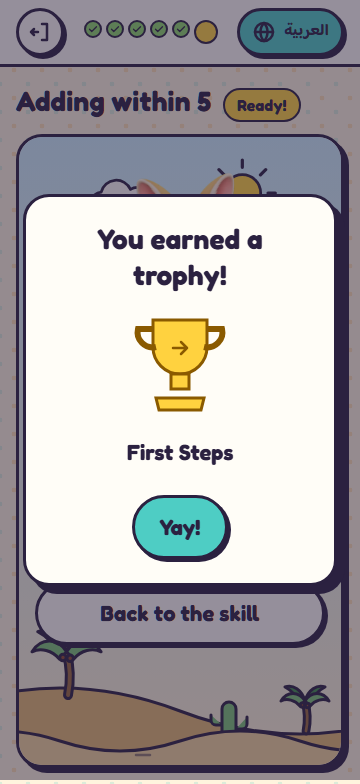 العربية
Adding within 5
Ready!
You earned a
trophy!
First Steps
Yay!
Back to the skill